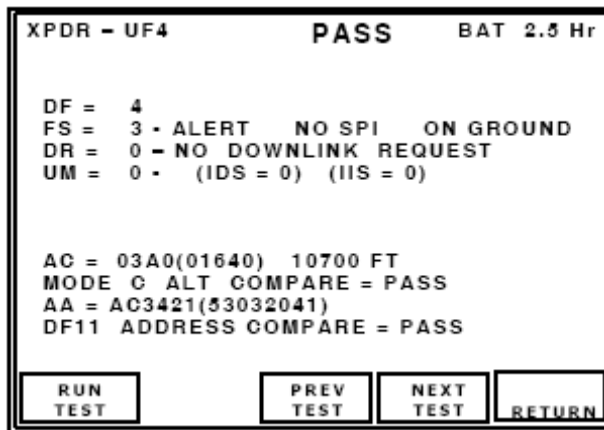 XPDR – UF4 PASS BAT 2.5 Hr
DF = 4
FS = 3 - ALERT NO SPI ON GROUND
DR = 0 – NO DOWNLINK REQUEST
UM = 0 - (IDS = 0) (IIS = 0)
AC = 03A0(01640) 10700 FT
MODE C ALT COMPARE = PASS
AA = AC3421(53032041)
DF11 ADDRESS COMPARE = PASS
RUN TEST
PREV TEST
NEXT TEST
RETURN